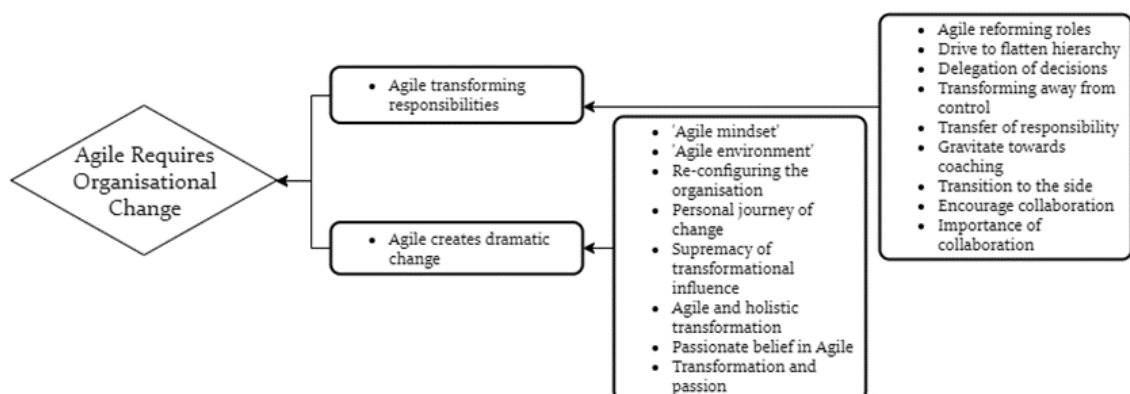 Agile Requires
Organisational
Change
• Agile transforming
responsibilities
• Agile creates dramatic
change
• 'Agile mindset'
• 'Agile environment'
• Re-configuring the
organisation
• Personal journey of
change
• Supremacy of
transformational
influence
• Agile and holistic
transformation
• Passionate belief in Agile
• Transformation and
passion
• Agile reforming roles
• Drive to flatten hierarchy
• Delegation of decisions
• Transforming away from
control
• Transfer of responsibility
• Gravitate towards
coaching
• Transition to the side
• Encourage collaboration
• Importance of
collaboration